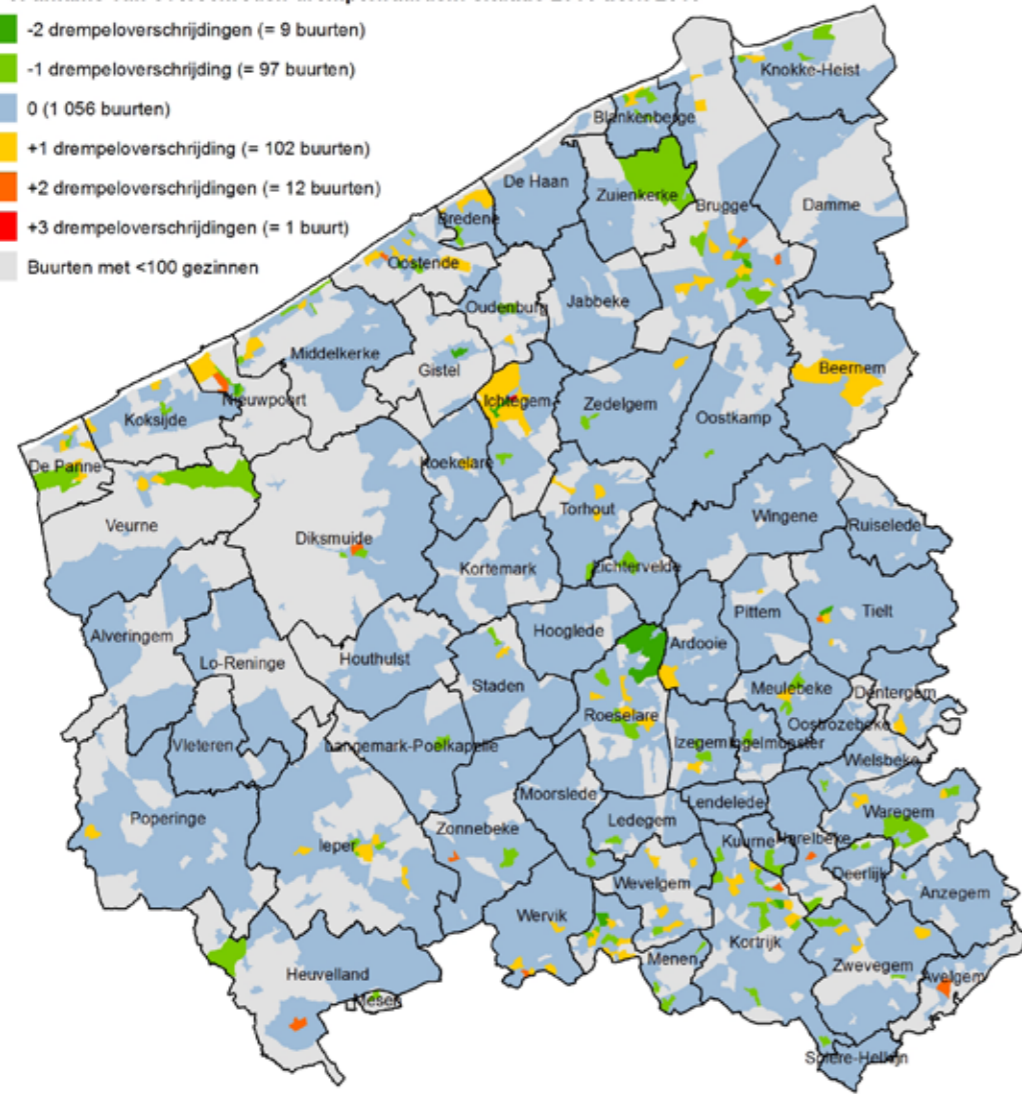 -2 drempeloverschrijdingen (= 9 buurten)
-1 drempeloverschrijding (= 97 buurten)
0 (1 056 buurten)
+1 drempeloverschrijding (= 102 buurten)
+2 drempeloverschrijdingen (= 12 buurten)
+3 drempeloverschrijdingen (= 1 buurt)
Buurten met <100 gezinnen
Knokke-Heist
Blankenberge
De Haan
Zuienkerke
Brugge
Damme
Bredene
Oostende
Oudenburg
Jabbeke
Middelkerke
Gistel
Beernem
Nieuwpoort
Ichtegem
Zedelgem
Oostkamp
Koksijde
De Panne
Koekelare
Veurne
Torhout
Wingene
Ruiselede
Diksmuide
Kortemark
Lichtervelde
Pittem
Tielt
Alveringem
Hooglede
Ardooie
Lo-Reninge
Houthulst
Staden
Meulebeke
Dentergem
Roeselare
Oostrozebeke
Vleteren
Langemark-Poelkapelle
Izegem
Ingelmunster
Wielsbeke
Moorslede
Lendelede
Poperinge
Zonnebeke
Ledegem
Waregem
Ieper
Kuurne
Harelbeke
Deerlijk
Wevelgem
Anzegem
Wervik
Kortrijk
Menen
Zwevegem
Heuvelland
Avelgem
Mesen
Spiere-Helkijn